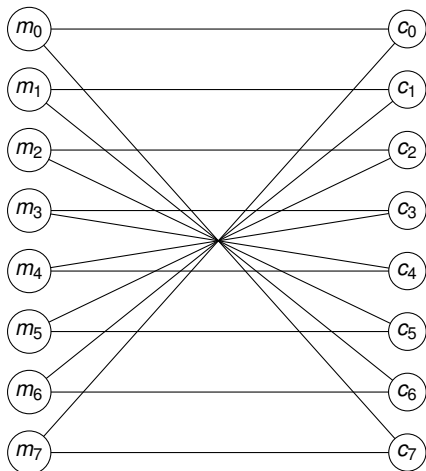 m₀ c₀
m₁ c₁
m₂ c₂
m₃ c₃
m₄ c₄
m₅ c₅
m₆ c₆
m₇ c₇